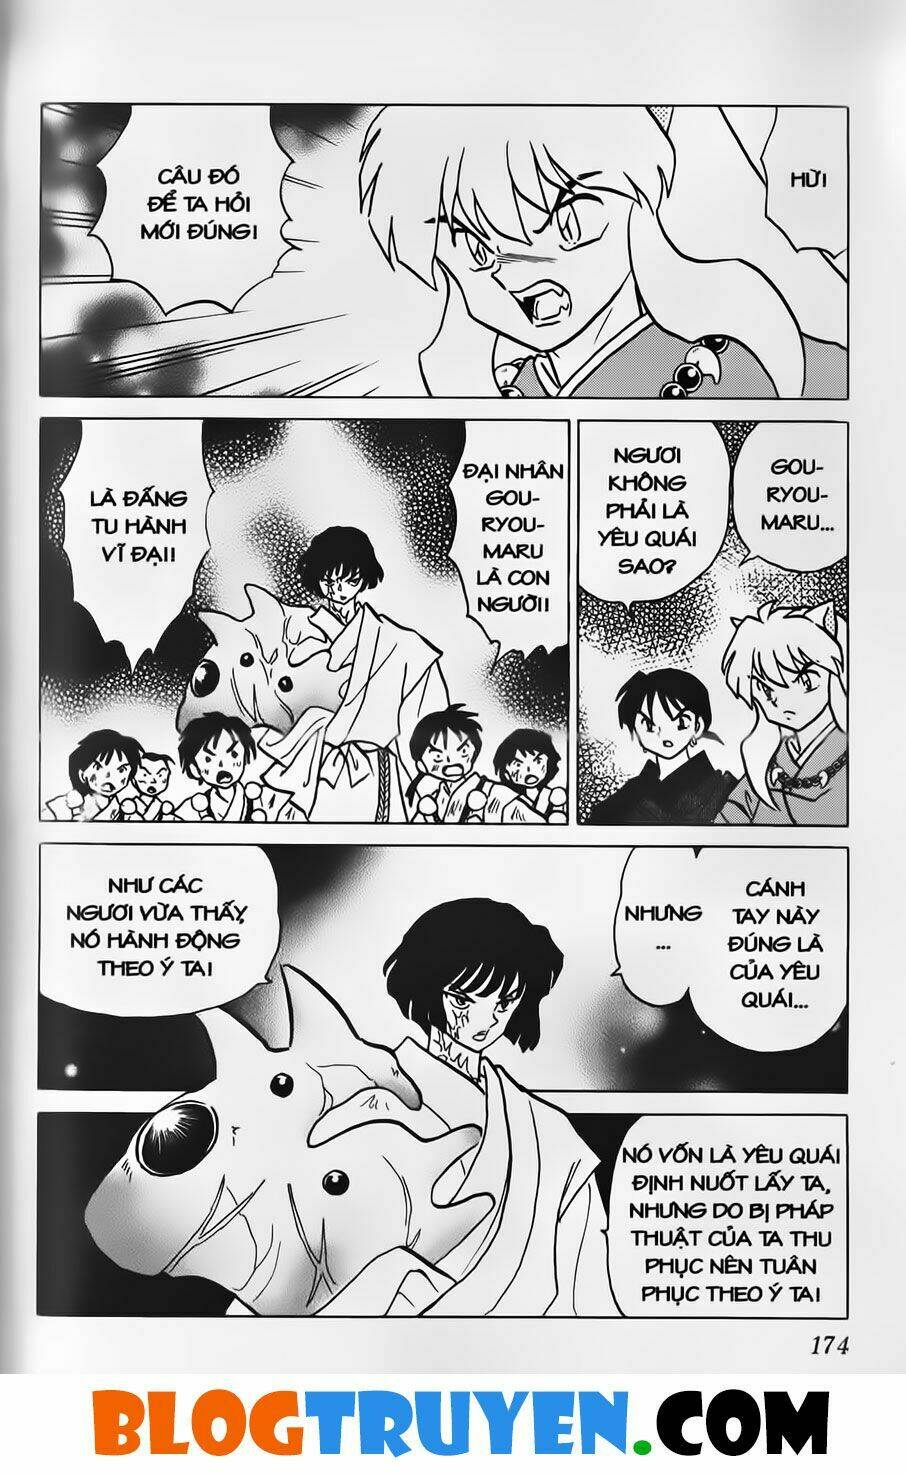 HỪ!
CÂU ĐÓ
ĐỂ TA HỎI
MỚI ĐÚNG!
GOU-
RYOU-
MARU...
NGƯƠI
KHÔNG
PHẢI LÀ
YÊU QUÁI
SAO?
ĐẠI NHÂN
GOU-
RYOU-
MARU
LÀ CON
NGƯỜI!
LÀ ĐẤNG
TU HÀNH
VĨ ĐẠI!
CÁNH
TAY NÀY
ĐÚNG LÀ
CỦA YÊU
QUÁI...
NHƯNG
...
NHƯ CÁC
NGƯƠI VỪA THẤY,
NÓ HÀNH ĐỘNG
THEO Ý TA!
NÓ VỐN LÀ YÊU QUÁI
ĐỊNH NUỐT LẤY TA,
NHƯNG DO BỊ PHÁP
THUẬT CỦA TA THU
PHỤC NÊN TUÂN
PHỤC THEO Ý TA!
174
BLOGTRUYEN.COM